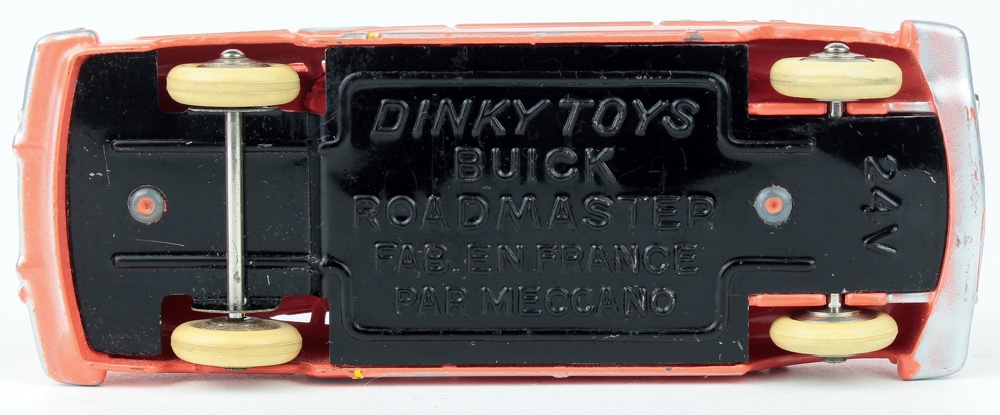 DINKY TOYS
BUICK
ROADMASTER
FAB. EN FRANCE
PAR MECCANO
24V